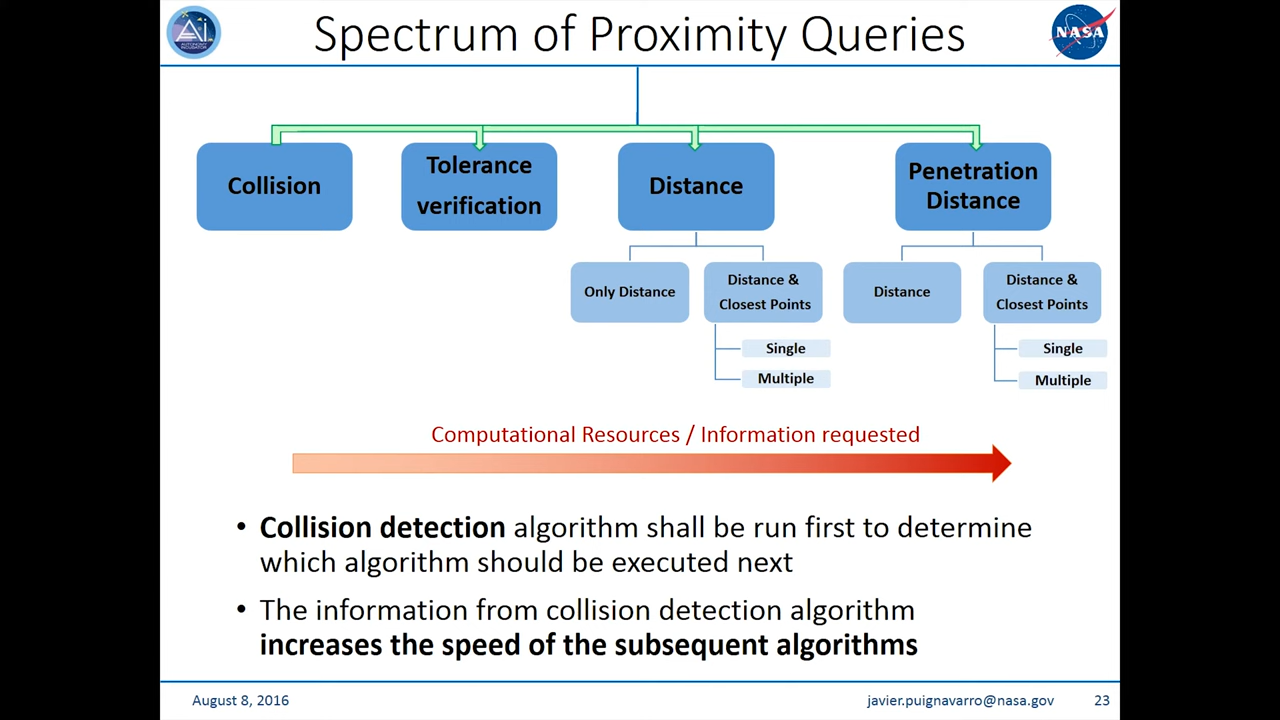 Spectrum of Proximity Queries
AI
AUTONOMY
INCUBATOR
NASA
Collision
Tolerance
verification
Distance
Penetration
Distance
Only Distance
Distance &
Closest Points
Distance
Distance &
Closest Points
Single
Multiple
Single
Multiple
Computational Resources / Information requested
• Collision detection algorithm shall be run first to determine
which algorithm should be executed next
• The information from collision detection algorithm
increases the speed of the subsequent algorithms
August 8, 2016
javier.puignavarro@nasa.gov
23